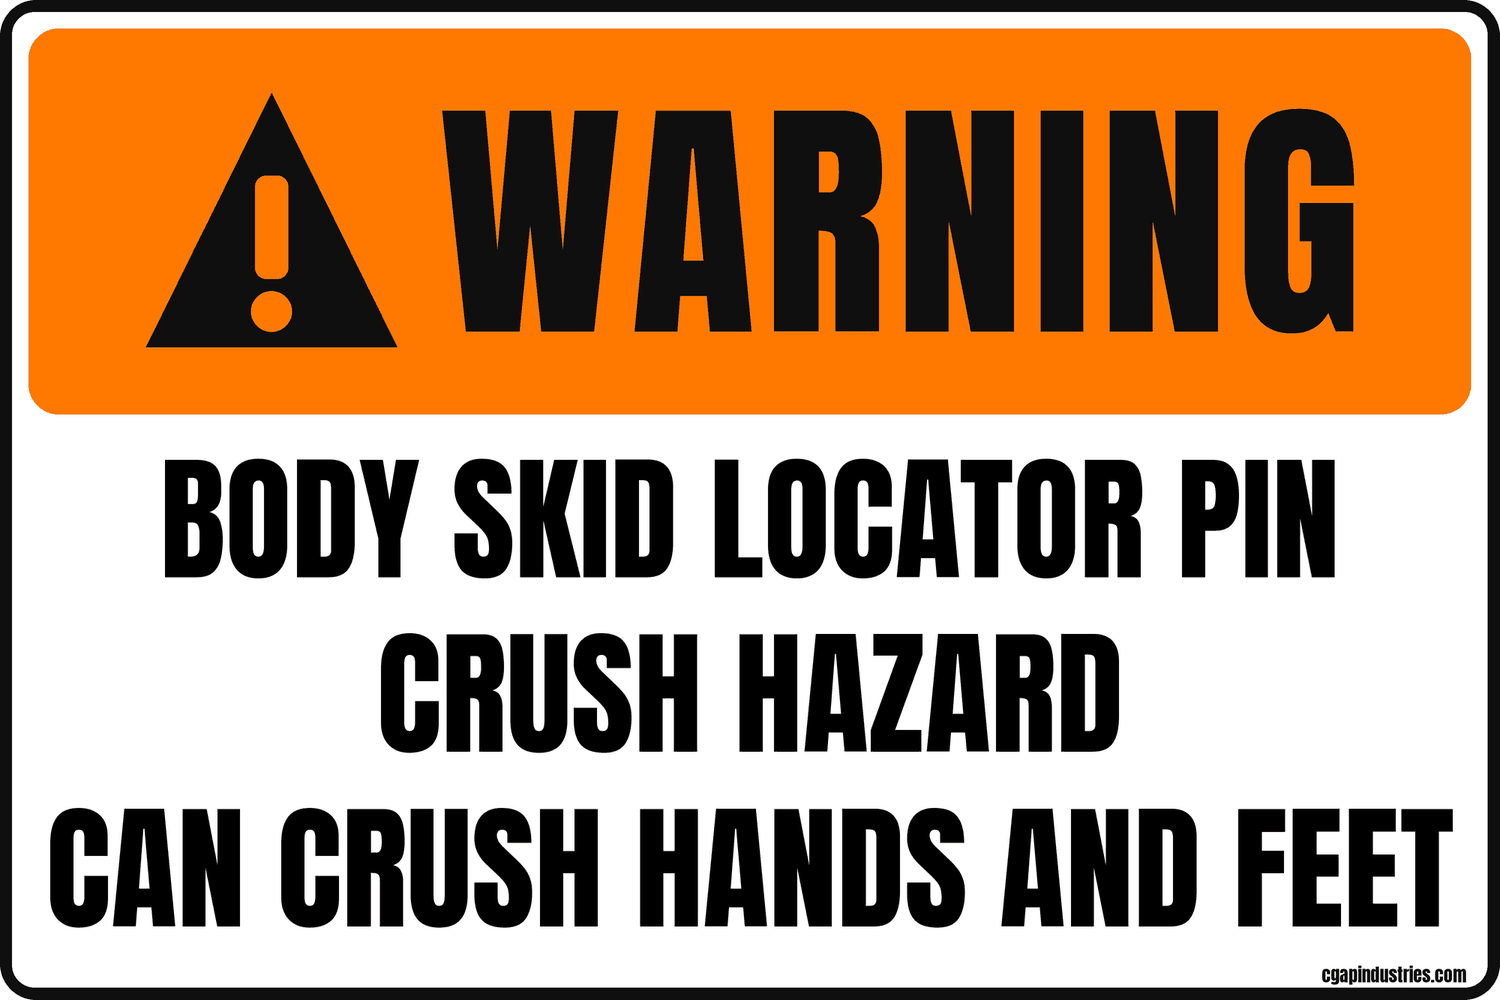 WARNING
BODY SKID LOCATOR PIN
CRUSH HAZARD
CAN CRUSH HANDS AND FEET
cgapindustries.com